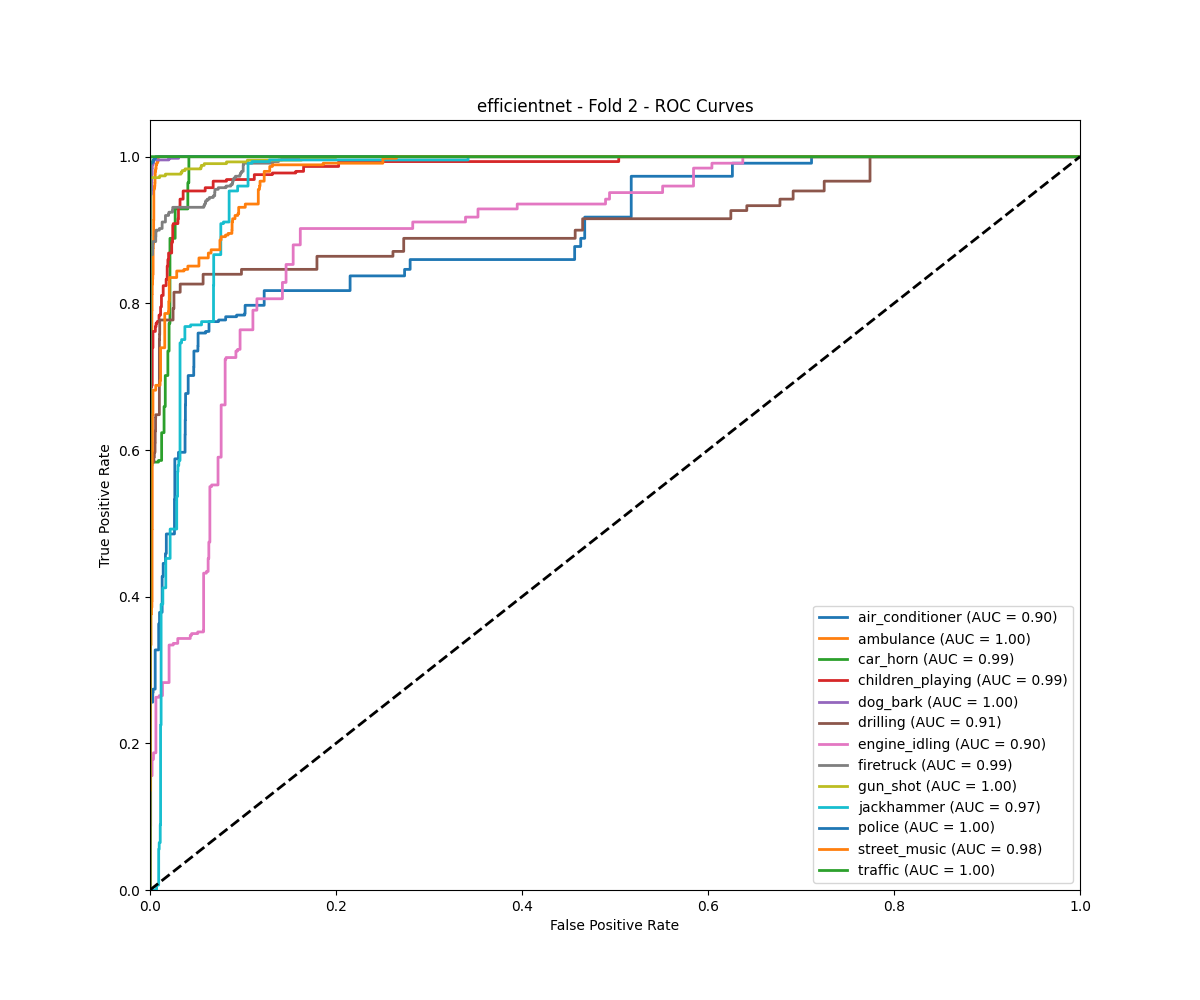 efficientnet - Fold 2 - ROC Curves
1.0
0.8
0.6
0.4
0.2
0.0
True Positive Rate
0.0 0.2 0.4 0.6 0.8 1.0
False Positive Rate
air_conditioner (AUC = 0.90)
ambulance (AUC = 1.00)
car_horn (AUC = 0.99)
children_playing (AUC = 0.99)
dog_bark (AUC = 1.00)
drilling (AUC = 0.91)
engine_idling (AUC = 0.90)
firetruck (AUC = 0.99)
gun_shot (AUC = 1.00)
jackhammer (AUC = 0.97)
police (AUC = 1.00)
street_music (AUC = 0.98)
traffic (AUC = 1.00)